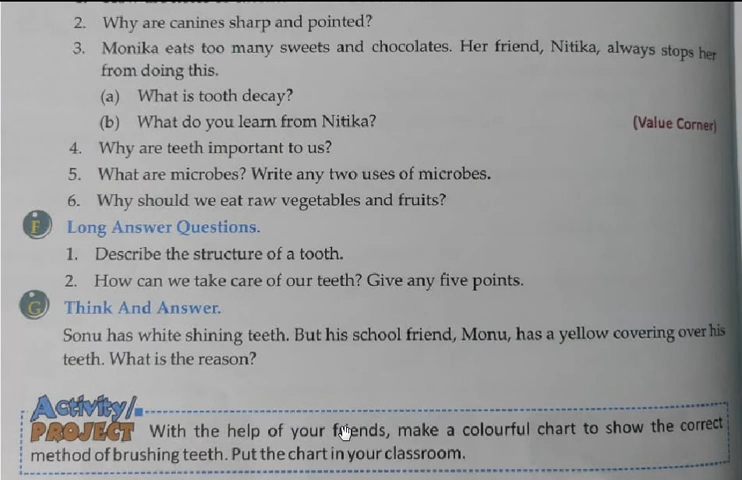 2. Why are canines sharp and pointed?
3. Monika eats too many sweets and chocolates. Her friend, Nitika, always stops her
from doing this.
(a) What is tooth decay?
(b) What do you learn from Nitika? (Value Corner)
4. Why are teeth important to us?
5. What are microbes? Write any two uses of microbes.
6. Why should we eat raw vegetables and fruits?
F Long Answer Questions.
1. Describe the structure of a tooth.
2. How can we take care of our teeth? Give any five points.
G Think And Answer.
Sonu has white shining teeth. But his school friend, Monu, has a yellow covering over his
teeth. What is the reason?
Activity/
PROJECT With the help of your friends, make a colourful chart to show the correct
method of brushing teeth. Put the chart in your classroom.